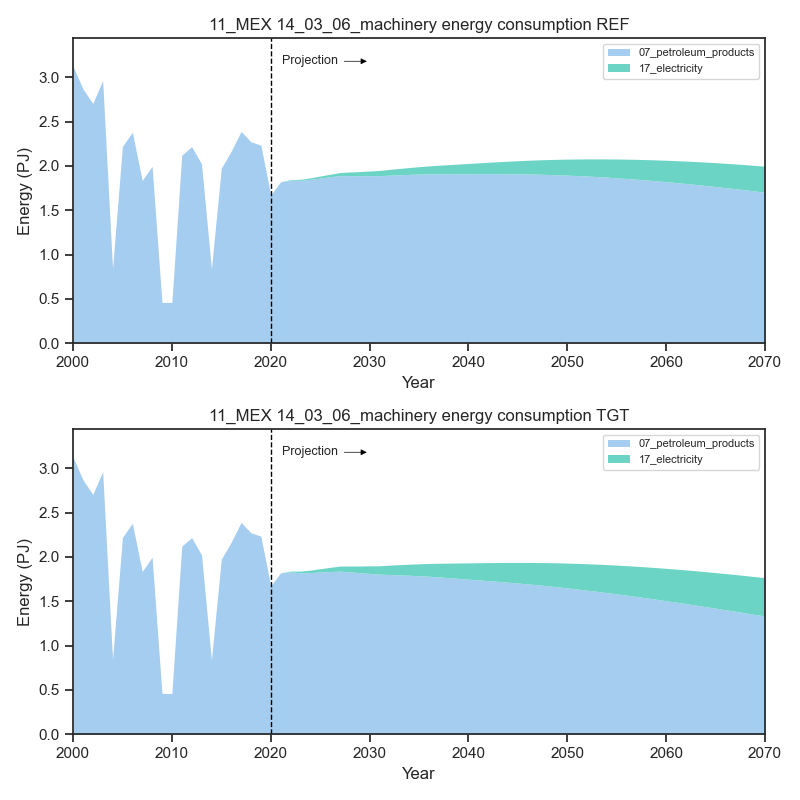 11_MEX 14_03_06_machinery energy consumption REF
Energy (PJ)
3.0
2.5
2.0
1.5
1.0
0.5
0.0
Projection
07_petroleum_products
17_electricity
2000 2010 2020 2030 2040 2050 2060 2070
Year
11_MEX 14_03_06_machinery energy consumption TGT
Energy (PJ)
3.0
2.5
2.0
1.5
1.0
0.5
0.0
Projection
07_petroleum_products
17_electricity
2000 2010 2020 2030 2040 2050 2060 2070
Year